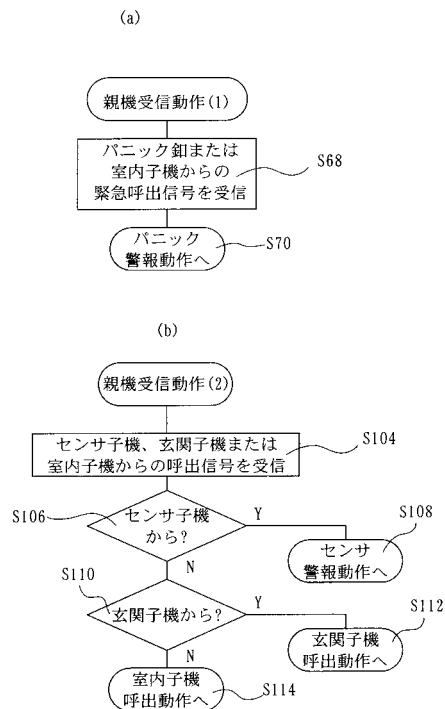 (a)
親機受信動作(1)
パニック釦または
室内子機からの
緊急呼出信号を受信
S68
パニック
警報動作へ
S70
(b)
親機受信動作(2)
センサ子機、玄関子機または
室内子機からの呼出信号を受信
S104
S106
センサ子機
から?
Y
S108
センサ
警報動作へ
N
S110
玄関子機から?
Y
S112
玄関子機
呼出動作へ
N
室内子機
呼出動作へ
S114